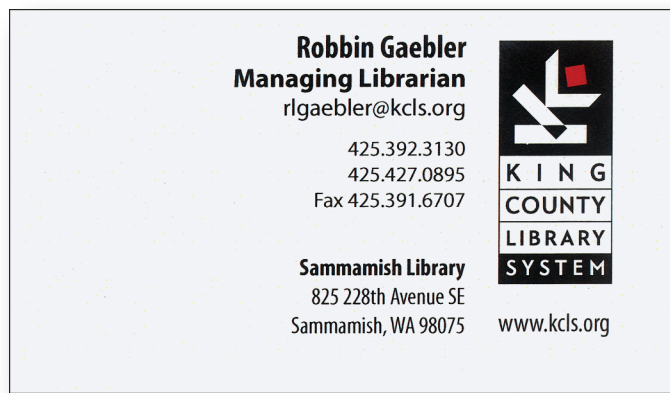 Robbin Gaebler
Managing Librarian
rlgaebler@kcls.org
425.392.3130
425.427.0895
Fax 425.391.6707
Sammamish Library
825 228th Avenue SE
Sammamish, WA 98075
KING
COUNTY
LIBRARY
SYSTEM
www.kcls.org